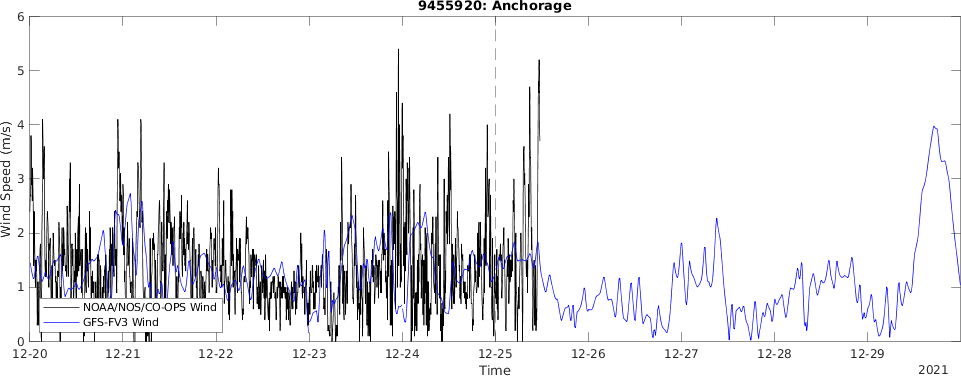 9455920: Anchorage
6
5
4
3
2
1
0
Wind Speed (m/s)
NOAA/NOS/CO-OPS Wind
GFS-FV3 Wind
12-20 12-21 12-22 12-23 12-24 12-25 12-26 12-27 12-28 12-29
Time
2021